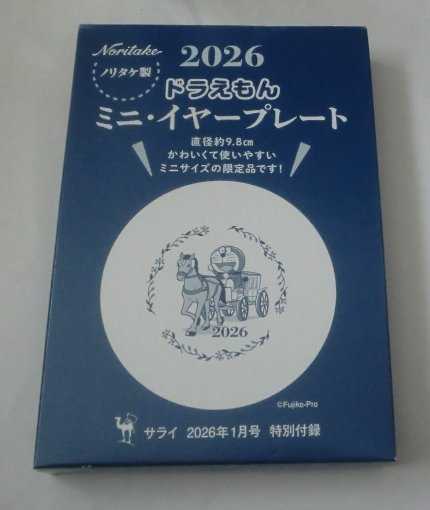 Noritake
ノリタケ製
2026
ドラえもん
ミニ・イヤープレート
直径約9.8cm
かわいくて使いやすい
ミニサイズの限定品です!
2026
©Fujiko-Pro
サライ 2026年1月号 特別付録